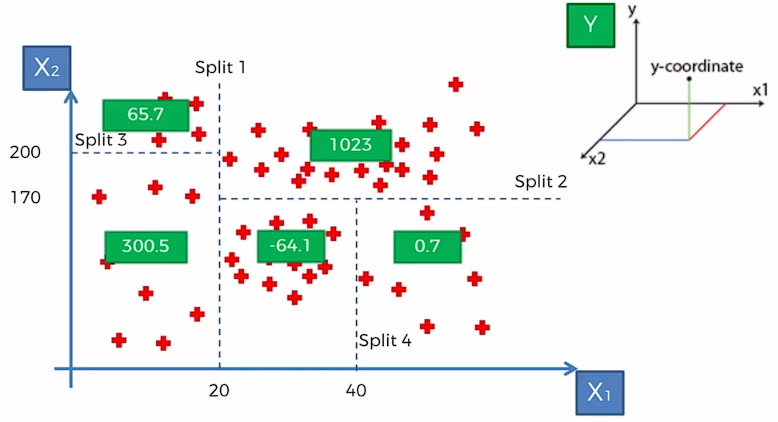 Y
y
y-coordinate
x1
x2
X₂
Split 1
65.7
1023
Split 3
200
170
Split 2
300.5
-64.1
0.7
Split 4
20
40
X₁